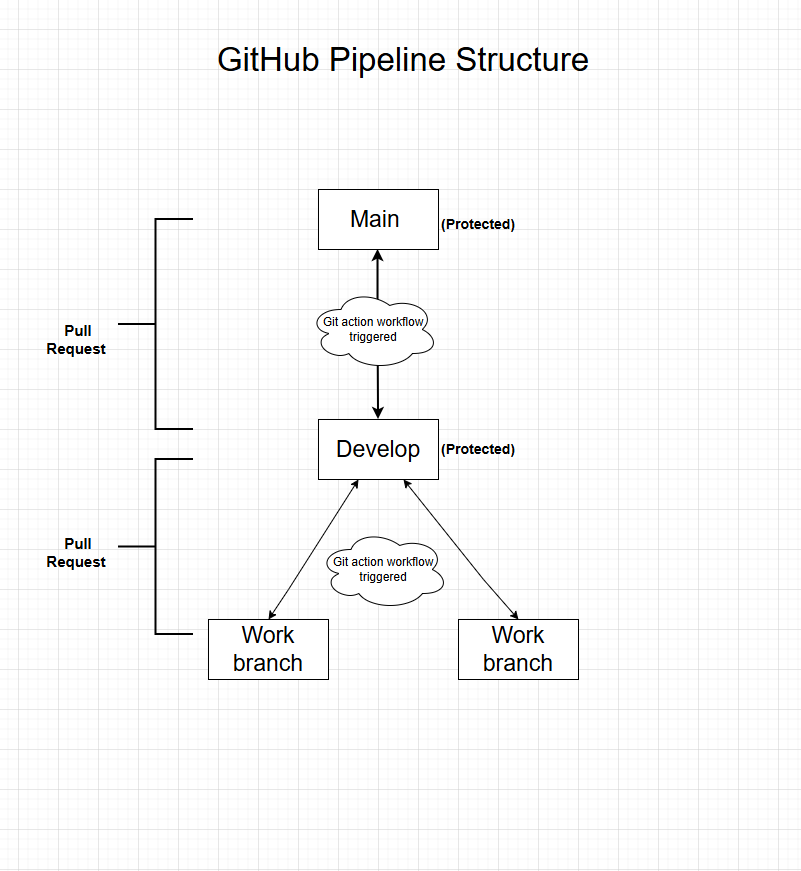 GitHub Pipeline Structure
Main
(Protected)
Git action workflow
triggered
Pull
Request
Develop
(Protected)
Pull
Request
Git action workflow
triggered
Work
branch
Work
branch